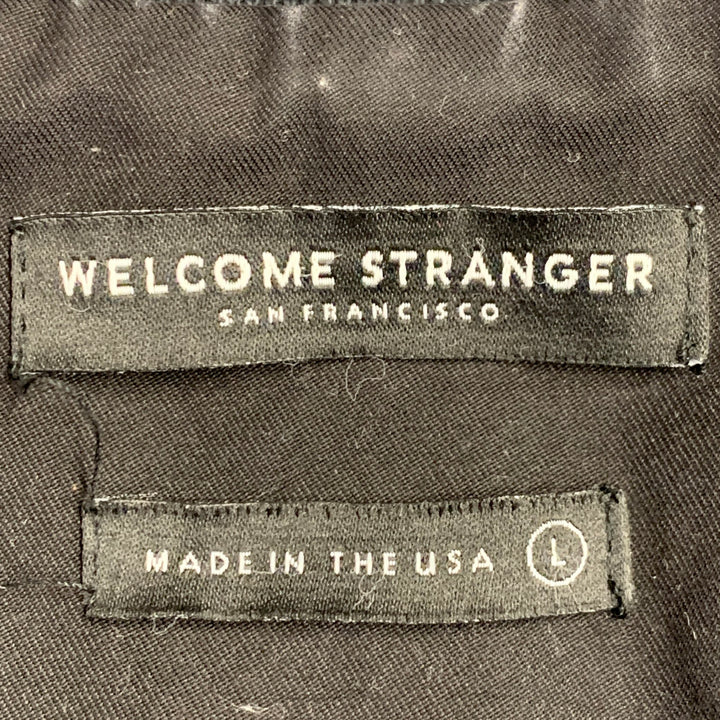 WELCOME STRANGER
SAN FRANCISCO
MADE IN THE USA L